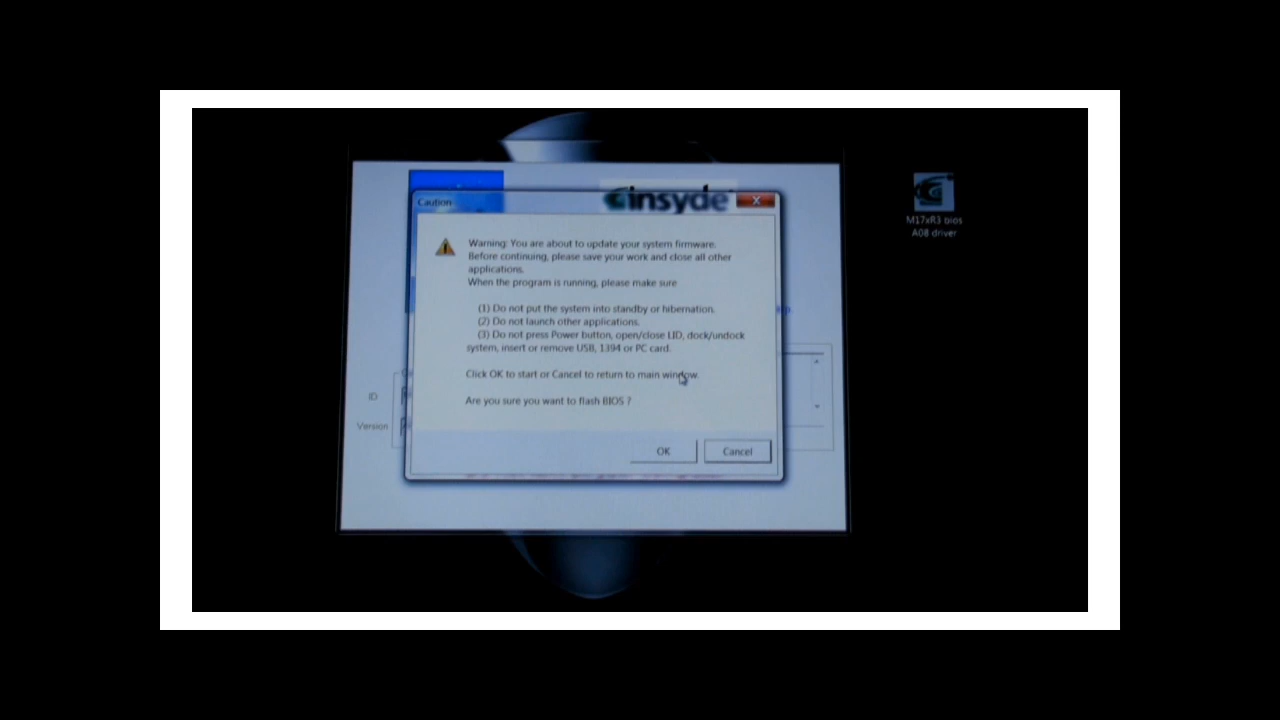 insyde
Caution
M17xR3 bios
A08 driver
Warning: You are about to update your system firmware.
Before continuing, please save your work and close all other
applications.
When the program is running, please make sure
(1) Do not put the system into standby or hibernation.
(2) Do not launch other applications.
(3) Do not press Power button, open/close LID, dock/undock
system, insert or remove USB, 1394 or PC card.
Click OK to start or Cancel to return to main window.
Are you sure you want to flash BIOS ?
ID
Version
OK
Cancel